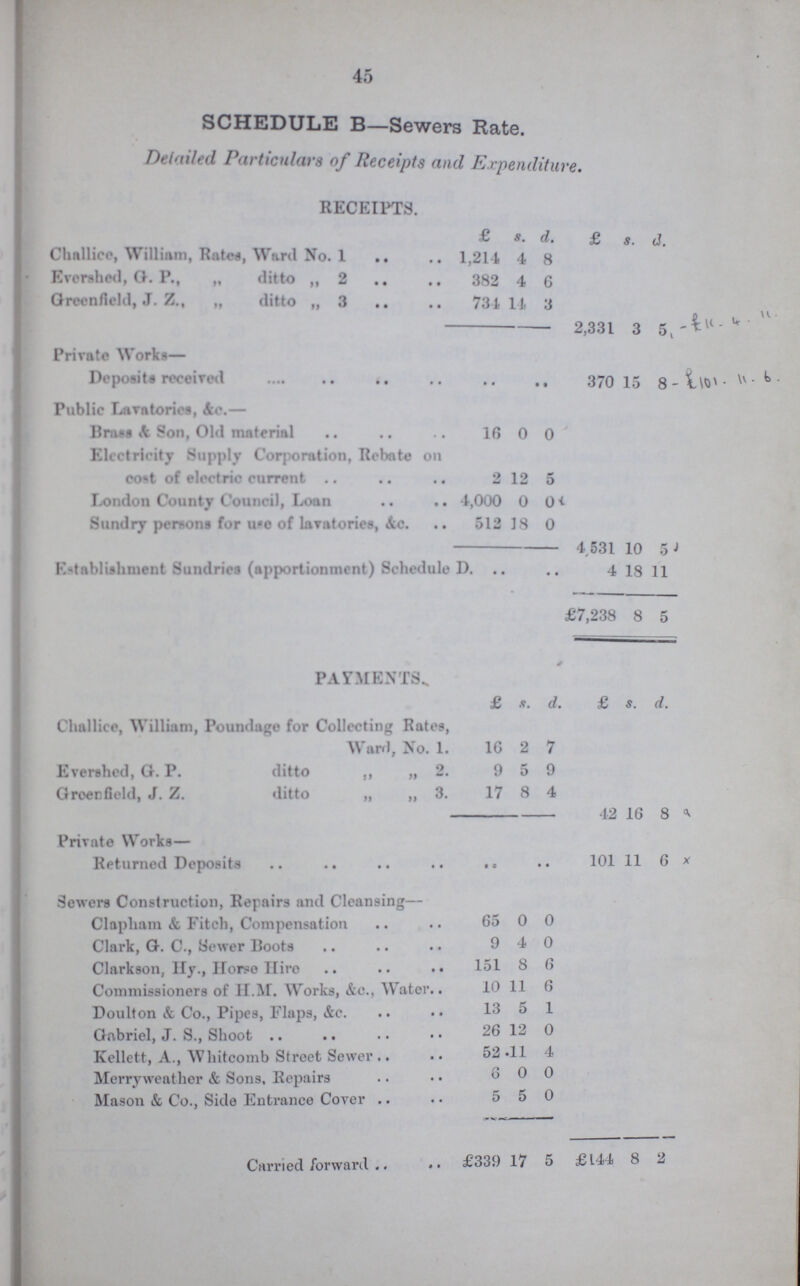 45
SCHEDULE B—Sewers Rate.
Detailed Particulars of Receipts and Expenditure.
RECEIPTS.
£ s. d. £ s. d.
Challice, William, Rates, Ward No. 1 .. .. 1,214 4 8
Evershed, G. P., „ ditto „ 2 .. .. 382 4 6
Greenfield, J. Z., „ ditto „ 3 .. .. 734 14 3
2,331 3 5
Private Works—
Deposits received .... .. .. .. .. .. 370 15 8 - £101. 11. 6.
Public Lavatories, &c.—
Brass & Son, Old material .. .. .. 16 0 0
Electricity Supply Corporation, Rebate on
cost of electric current .. .. .. 2 12 5
London County Council, Loan .. .. 4,000 0 0
Sundry persons for use of lavatories, &c. .. 512 18 0
4,531 10 5
Establishment Sundries (apportionment) Schedule D. .. .. 4 18 11
£7,238 8 5
PAYMENTS.
£ s. d. £ s. d.
Challice, William, Poundage for Collecting Rates,
Ward, No. 1. 16 2 7
Evershed, G. P. ditto „ „ 2. 9 5 9
Greenfield, J. Z. ditto „ „ 3. 17 8 4
42 16 8
Private Works—
Returned Deposits .. .. .. .. .. .. 101 11 6 x
Sewers Construction, Repairs and Cleansing—
Clapham & Fitch, Compensation .. .. 65 0 0
Clark, G. C., Sewer Boots .. .. .. 9 4 0
Clarkson, Hy., Horse Hire .. .. .. 151 8 6
Commissioners of H.M. Works, &c., Water.. 10 11 6
Doulton & Co., Pipes, Flaps, &c. .. .. 13 5 1
Gabriel, J. S., Shoot .. .. .. .. 26 12 0
Kellett, A., Whitcomb Street Sewer .. .. 52 .11 4
Merryweather & Sons, Repairs .. .. 6 0 0
Mason & Co., Side Entrance Cover .. .. 5 5 0
Carried forward .. .. £339 17 5 £144 8 2